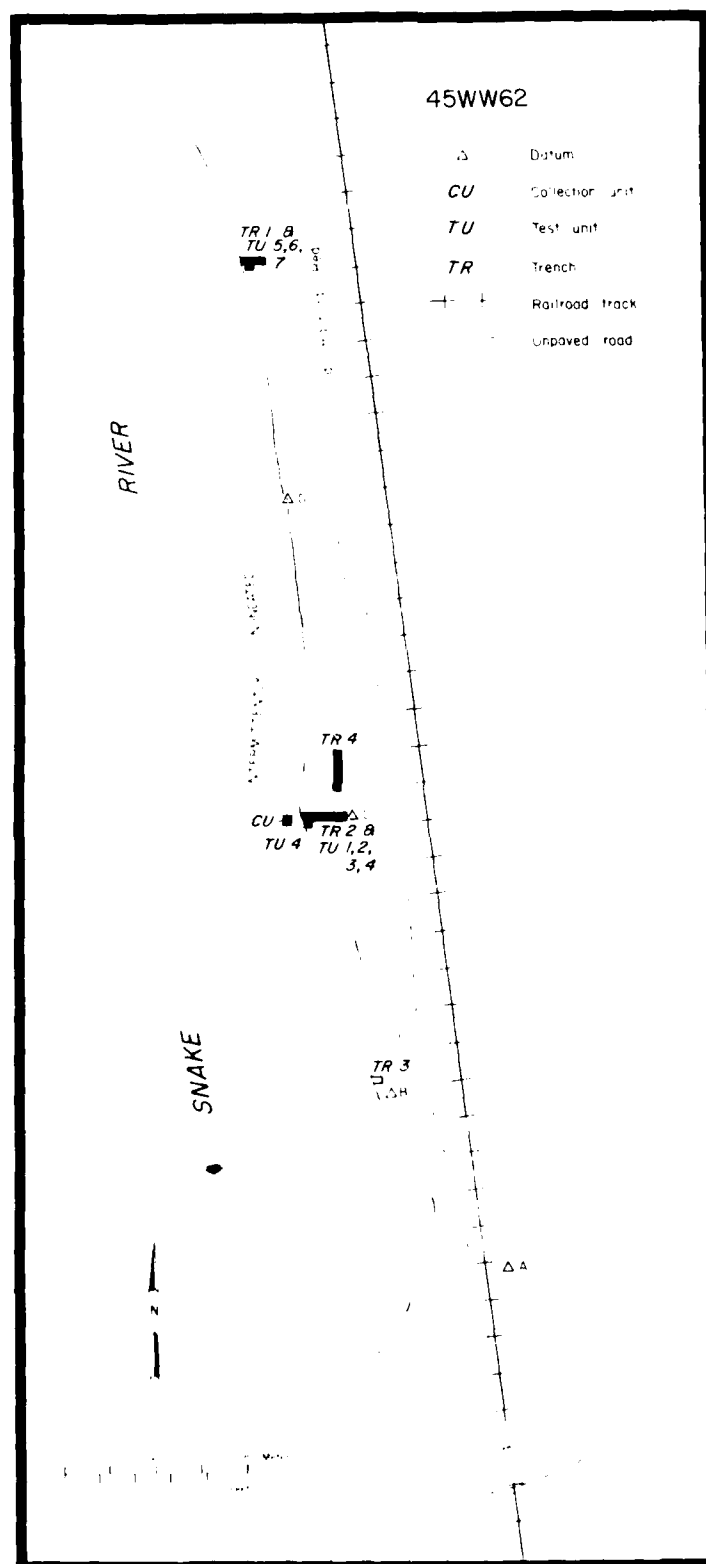 45WW62
Datum
CU Collection unit
TU Test unit
TR Trench
Railroad track
Unpaved road
TR 1 &
TU 5,6,
7
RIVER
TR 4
CU
TU 4
TR 2 &
TU 1,2,
3,4
SNAKE
TR 3
B
A
N